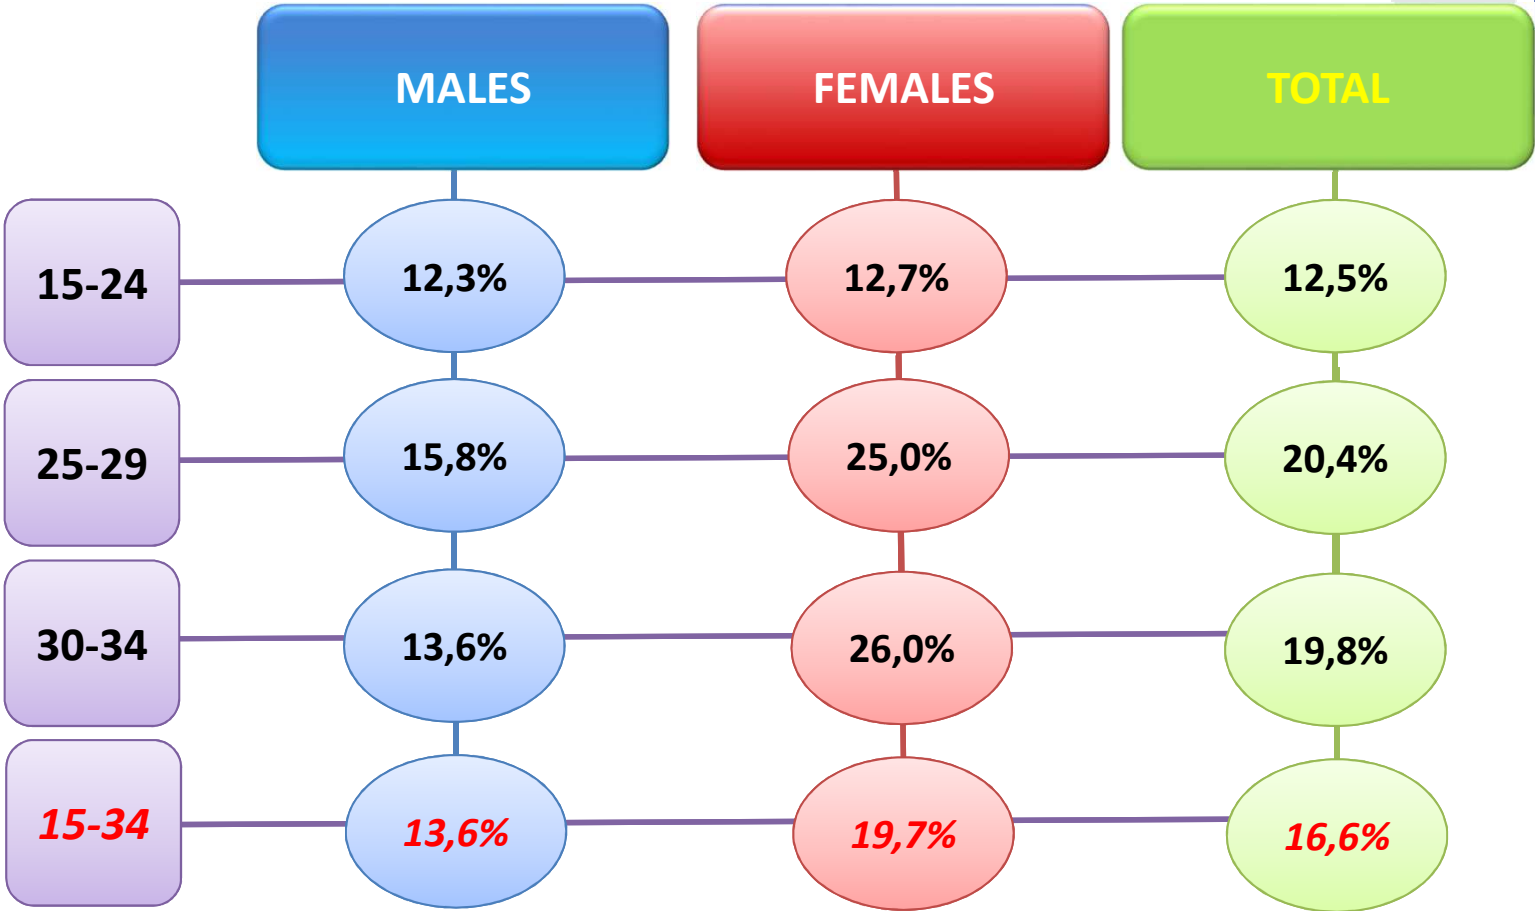 MALES FEMALES TOTAL
15-24 12,3% 12,7% 12,5%
25-29 15,8% 25,0% 20,4%
30-34 13,6% 26,0% 19,8%
15-34 13,6% 19,7% 16,6%